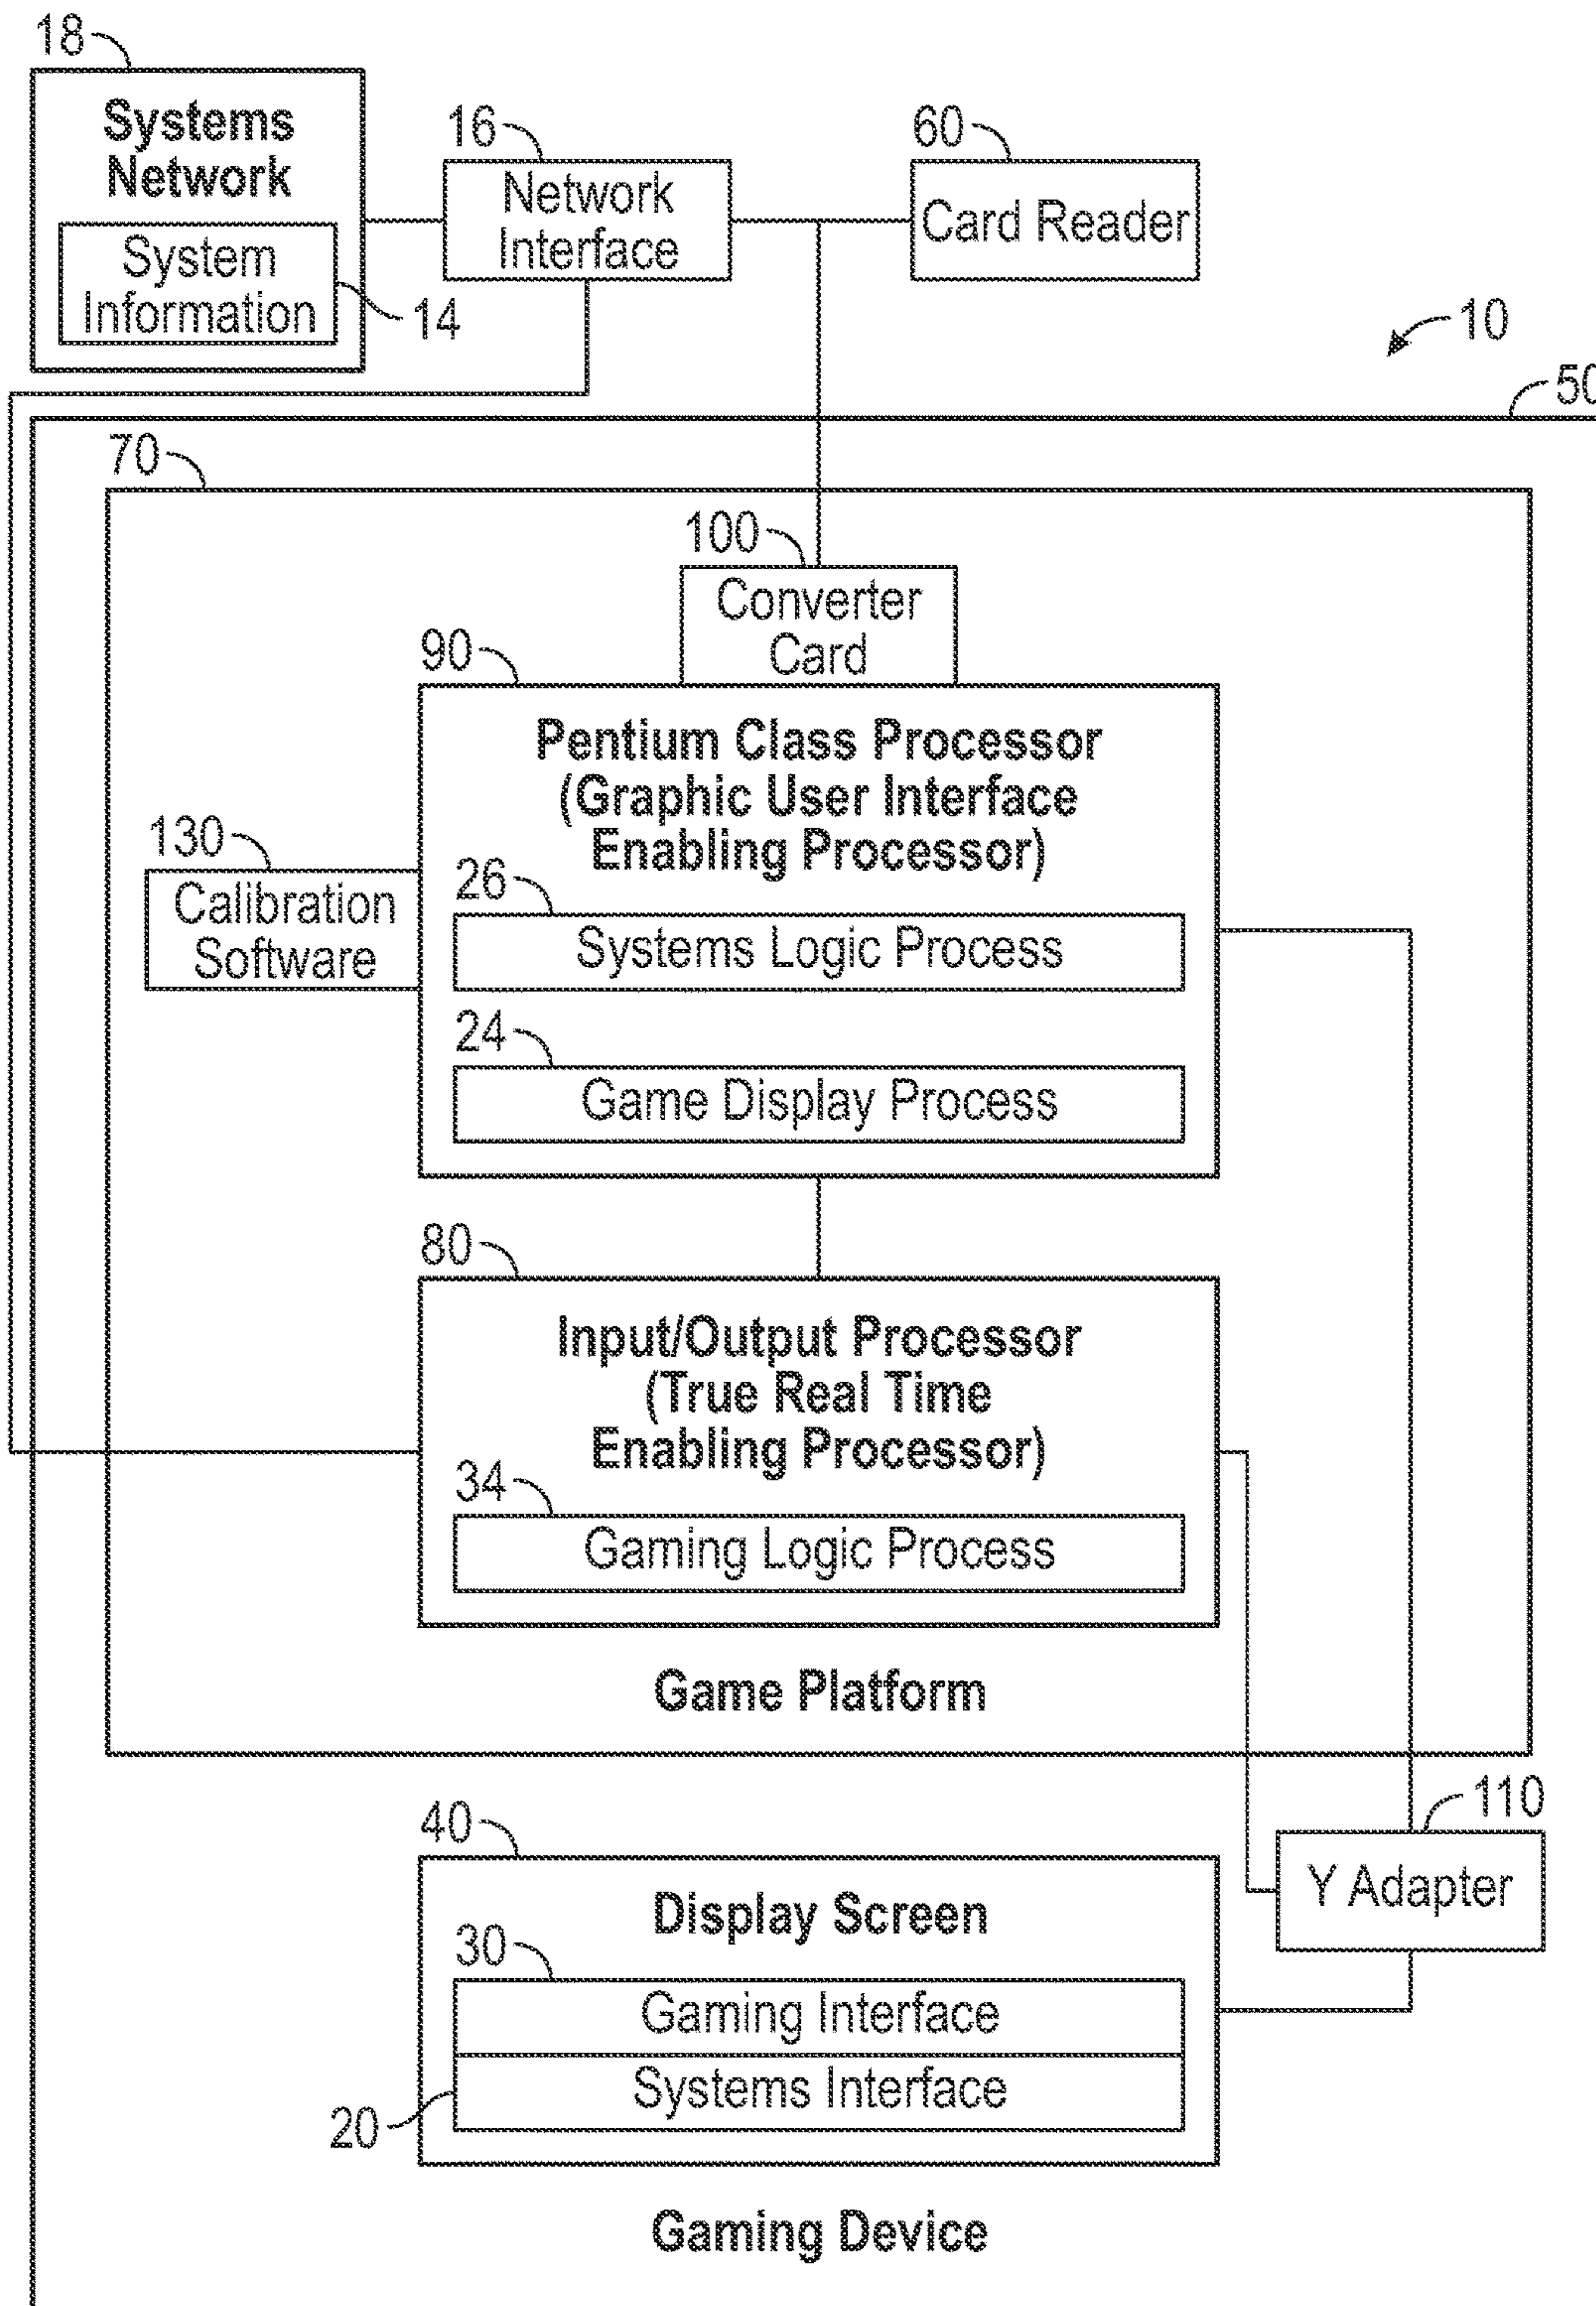 18
Systems
Network
System
Information
14
16
Network
Interface
60
Card Reader
10
50
70
100
Converter
Card
90
Pentium Class Processor
(Graphic User Interface
Enabling Processor)
130
Calibration
Software
26
Systems Logic Process
24
Game Display Process
80
Input/Output Processor
(True Real Time
Enabling Processor)
34
Gaming Logic Process
Game Platform
110
Y Adapter
40
Display Screen
30
Gaming Interface
Systems Interface
20
Gaming Device